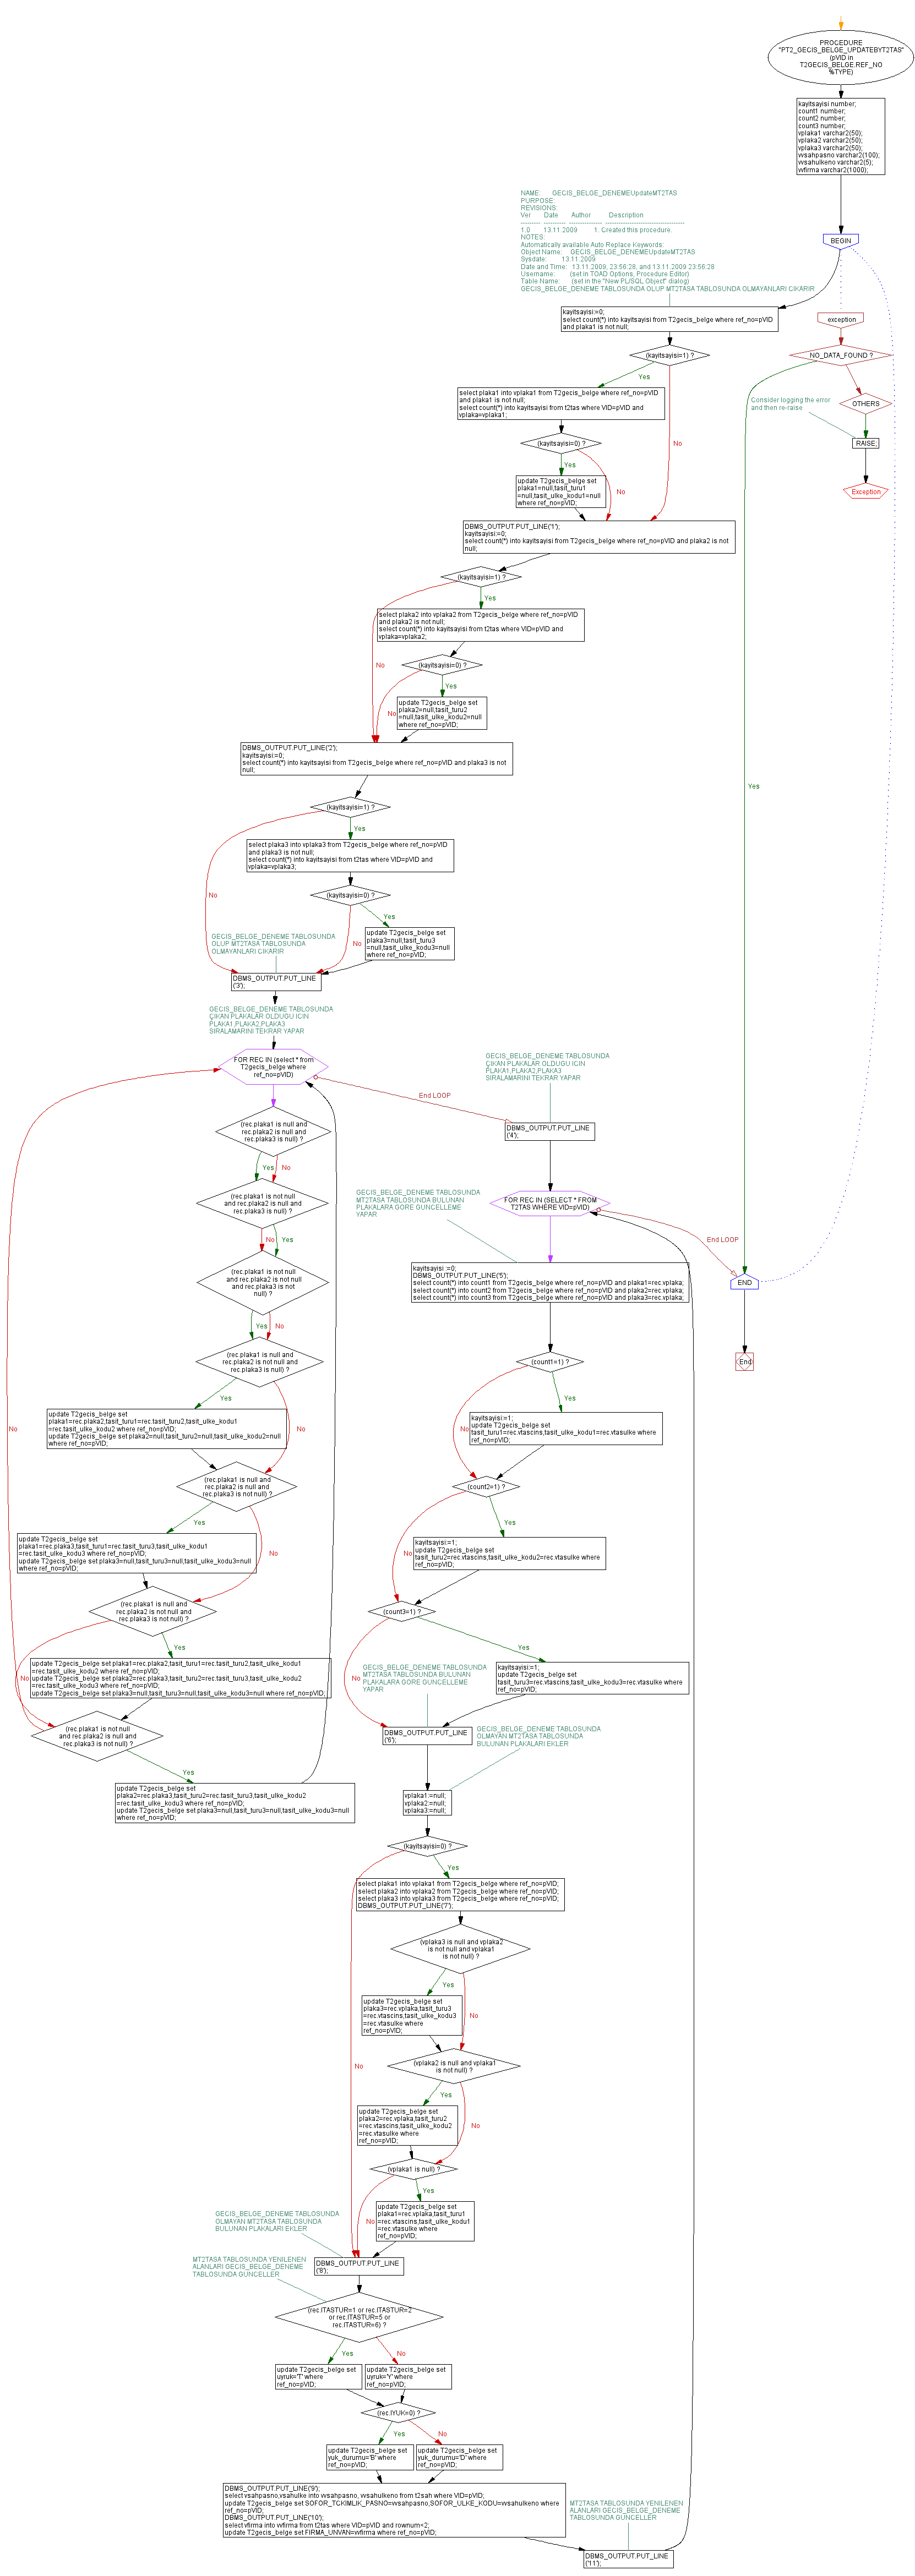 PROCEDURE
"PT2_GECIS_BELGE_UPDATEBYT2TAS"
(pVID in
T2GECIS_BELGE.REF_NO
%TYPE)
kayitsayisi number;
count1 number;
count2 number;
count3 number;
vplaka1 varchar2(50);
vplaka2 varchar2(50);
vplaka3 varchar2(50);
vvsahpasno varchar2(100);
vvsahulkeno varchar2(5);
vvfirma varchar2(1000);
NAME: GECIS_BELGE_DENEMEUpdateMT2TAS
PURPOSE:
REVISIONS:
Ver Date Author Description
--------- ---------- --------------- ------------------------------------
1.0 13.11.2009 1. Created this procedure.
NOTES:
Automatically available Auto Replace Keywords:
Object Name: GECIS_BELGE_DENEMEUpdateMT2TAS
Sysdate: 13.11.2009
Date and Time: 13.11.2009, 23:56:28, and 13.11.2009 23:56:28
Username: (set in TOAD Options, Procedure Editor)
Table Name: (set in the "New PL/SQL Object" dialog)
GECIS_BELGE_DENEME TABLOSUNDA OLUP MT2TAS TABLOSUNDA OLMAYANLARI CIKARIR
BEGIN
exception
NO_DATA_FOUND ?
OTHERS
Consider logging the error
and then re-raise
RAISE;
Exception
Yes
kayitsayisi:=0;
select count(*) into kayitsayisi from T2gecis_belge where ref_no=pVID
and plaka1 is not null;
(kayitsayisi=1) ?
Yes
No
select plaka1 into vplaka1 from T2gecis_belge where ref_no=pVID
and plaka1 is not null;
select count(*) into kayitsayisi from t2tas where VID=pVID and
vplaka=vplaka1;
(kayitsayisi=0) ?
Yes
No
update T2gecis_belge set
plaka1=null,tasit_turu1
=null,tasit_ulke_kodu1=null
where ref_no=pVID;
DBMS_OUTPUT.PUT_LINE('1');
kayitsayisi:=0;
select count(*) into kayitsayisi from T2gecis_belge where ref_no=pVID and plaka2 is not
null;
(kayitsayisi=1) ?
Yes
No
select plaka2 into vplaka2 from T2gecis_belge where ref_no=pVID
and plaka2 is not null;
select count(*) into kayitsayisi from t2tas where VID=pVID and
vplaka=vplaka2;
(kayitsayisi=0) ?
Yes
No
update T2gecis_belge set
plaka2=null,tasit_turu2
=null,tasit_ulke_kodu2=null
where ref_no=pVID;
DBMS_OUTPUT.PUT_LINE('2');
kayitsayisi:=0;
select count(*) into kayitsayisi from T2gecis_belge where ref_no=pVID and plaka3 is not
null;
(kayitsayisi=1) ?
Yes
No
select plaka3 into vplaka3 from T2gecis_belge where ref_no=pVID
and plaka3 is not null;
select count(*) into kayitsayisi from t2tas where VID=pVID and
vplaka=vplaka3;
(kayitsayisi=0) ?
Yes
No
update T2gecis_belge set
plaka3=null,tasit_turu3
=null,tasit_ulke_kodu3=null
where ref_no=pVID;
GECIS_BELGE_DENEME TABLOSUNDA
OLUP MT2TASA TABLOSUNDA
OLMAYANLARI CIKARIR
DBMS_OUTPUT.PUT_LINE
('3');
GECIS_BELGE_DENEME TABLOSUNDA
ÇIKAN PLAKALAR OLDUGU ICIN
PLAKA1,PLAKA2,PLAKA3
SIRALAMARINI TEKRAR YAPAR
FOR REC IN (select * from
T2gecis_belge where
ref_no=pVID)
End LOOP
(rec.plaka1 is null and
rec.plaka2 is null and
rec.plaka3 is null) ?
Yes
No
(rec.plaka1 is not null
and rec.plaka2 is null and
rec.plaka3 is null) ?
No
Yes
(rec.plaka1 is not null
and rec.plaka2 is not null
and rec.plaka3 is not
null) ?
Yes
No
(rec.plaka1 is null and
rec.plaka2 is not null and
rec.plaka3 is null) ?
Yes
No
update T2gecis_belge set
plaka1=rec.plaka2,tasit_turu1=rec.tasit_turu2,tasit_ulke_kodu1
=rec.tasit_ulke_kodu2 where ref_no=pVID;
update T2gecis_belge set plaka2=null,tasit_turu2=null,tasit_ulke_kodu2=null
where ref_no=pVID;
(rec.plaka1 is null and
rec.plaka2 is null and
rec.plaka3 is not null) ?
Yes
No
update T2gecis_belge set
plaka1=rec.plaka3,tasit_turu1=rec.tasit_turu3,tasit_ulke_kodu1
=rec.tasit_ulke_kodu3 where ref_no=pVID;
update T2gecis_belge set plaka3=null,tasit_turu3=null,tasit_ulke_kodu3=null
where ref_no=pVID;
(rec.plaka1 is null and
rec.plaka2 is not null and
rec.plaka3 is not null) ?
Yes
No
update T2gecis_belge set plaka1=rec.plaka2,tasit_turu1=rec.tasit_turu2,tasit_ulke_kodu1
=rec.tasit_ulke_kodu2 where ref_no=pVID;
update T2gecis_belge set plaka2=rec.plaka3,tasit_turu2=rec.tasit_turu3,tasit_ulke_kodu2
=rec.tasit_ulke_kodu3 where ref_no=pVID;
update T2gecis_belge set plaka3=null,tasit_turu3=null,tasit_ulke_kodu3=null where ref_no=pVID;
(rec.plaka1 is not null
and rec.plaka2 is null and
rec.plaka3 is not null) ?
Yes
No
update T2gecis_belge set
plaka2=rec.plaka3,tasit_turu2=rec.tasit_turu3,tasit_ulke_kodu2
=rec.tasit_ulke_kodu3 where ref_no=pVID;
update T2gecis_belge set plaka3=null,tasit_turu3=null,tasit_ulke_kodu3=null
where ref_no=pVID;
GECIS_BELGE_DENEME TABLOSUNDA
ÇIKAN PLAKALAR OLDUGU ICIN
PLAKA1,PLAKA2,PLAKA3
SIRALAMARINI TEKRAR YAPAR
DBMS_OUTPUT.PUT_LINE
('4');
FOR REC IN (SELECT * FROM
T2TAS WHERE VID=pVID)
End LOOP
END
(End)
GECIS_BELGE_DENEME TABLOSUNDA
MT2TASA TABLOSUNDA BULUNAN
PLAKALARA GORE GUNCELLEME
YAPAR
kayitsayisi :=0;
DBMS_OUTPUT.PUT_LINE('5');
select count(*) into count1 from T2gecis_belge where ref_no=pVID and plaka1=rec.vplaka;
select count(*) into count2 from T2gecis_belge where ref_no=pVID and plaka2=rec.vplaka;
select count(*) into count3 from T2gecis_belge where ref_no=pVID and plaka3=rec.vplaka;
(count1=1) ?
Yes
No
kayitsayisi:=1;
update T2gecis_belge set
tasit_turu1=rec.vtascins,tasit_ulke_kodu1=rec.vtasulke where
ref_no=pVID;
(count2=1) ?
Yes
No
kayitsayisi:=1;
update T2gecis_belge set
tasit_turu2=rec.vtascins,tasit_ulke_kodu2=rec.vtasulke where
ref_no=pVID;
(count3=1) ?
Yes
No
kayitsayisi:=1;
update T2gecis_belge set
tasit_turu3=rec.vtascins,tasit_ulke_kodu3=rec.vtasulke where
ref_no=pVID;
GECIS_BELGE_DENEME TABLOSUNDA
MT2TASA TABLOSUNDA BULUNAN
PLAKALARA GORE GUNCELLEME
YAPAR
DBMS_OUTPUT.PUT_LINE
('6');
GECIS_BELGE_DENEME TABLOSUNDA
OLMAYAN MT2TASA TABLOSUNDA
BULUNAN PLAKALARI EKLER
vplaka1:=null;
vplaka2:=null;
vplaka3:=null;
(kayitsayisi=0) ?
Yes
No
select plaka1 into vplaka1 from T2gecis_belge where ref_no=pVID;
select plaka2 into vplaka2 from T2gecis_belge where ref_no=pVID;
select plaka3 into vplaka3 from T2gecis_belge where ref_no=pVID;
DBMS_OUTPUT.PUT_LINE('7');
(vplaka3 is null and vplaka2
is not null and vplaka1
is not null) ?
Yes
No
update T2gecis_belge set
plaka3=rec.vplaka,tasit_turu3
=rec.vtascins,tasit_ulke_kodu3
=rec.vtasulke where
ref_no=pVID;
(vplaka2 is null and vplaka1
is not null) ?
Yes
No
update T2gecis_belge set
plaka2=rec.vplaka,tasit_turu2
=rec.vtascins,tasit_ulke_kodu2
=rec.vtasulke where
ref_no=pVID;
(vplaka1 is null) ?
Yes
No
update T2gecis_belge set
plaka1=rec.vplaka,tasit_turu1
=rec.vtascins,tasit_ulke_kodu1
=rec.vtasulke where
ref_no=pVID;
GECIS_BELGE_DENEME TABLOSUNDA
OLMAYAN MT2TASA TABLOSUNDA
BULUNAN PLAKALARI EKLER
DBMS_OUTPUT.PUT_LINE
('8');
MT2TASA TABLOSUNDA YENILENEN
ALANLARI GECIS_BELGE_DENEME
TABLOSUNDA GUNCELLER
(rec.ITASTUR=1 or rec.ITASTUR=2
or rec.ITASTUR=5 or
rec.ITASTUR=6) ?
Yes
No
update T2gecis_belge set
uyruk='T' where
ref_no=pVID;
update T2gecis_belge set
uyruk='Y' where
ref_no=pVID;
(rec.IYUK=0) ?
Yes
No
update T2gecis_belge set
yuk_durumu='B' where
ref_no=pVID;
update T2gecis_belge set
yuk_durumu='D' where
ref_no=pVID;
DBMS_OUTPUT.PUT_LINE('9');
select vsahpasno,vsahulke into vvsahpasno, vvsahulkeno from t2sah where VID=pVID;
update T2gecis_belge set SOFOR_TCKIMLIK_PASNO=vvsahpasno,SOFOR_ULKE_KODU=vvsahulkeno where
ref_no=pVID;
DBMS_OUTPUT.PUT_LINE('10');
select vfirma into vvfirma from t2tas where VID=pVID and rownum<2;
update T2gecis_belge set FIRMA_UNVAN=vvfirma where ref_no=pVID;
MT2TASA TABLOSUNDA YENILENEN
ALANLARI GECIS_BELGE_DENEME
TABLOSUNDA GUNCELLER
DBMS_OUTPUT.PUT_LINE
('11');